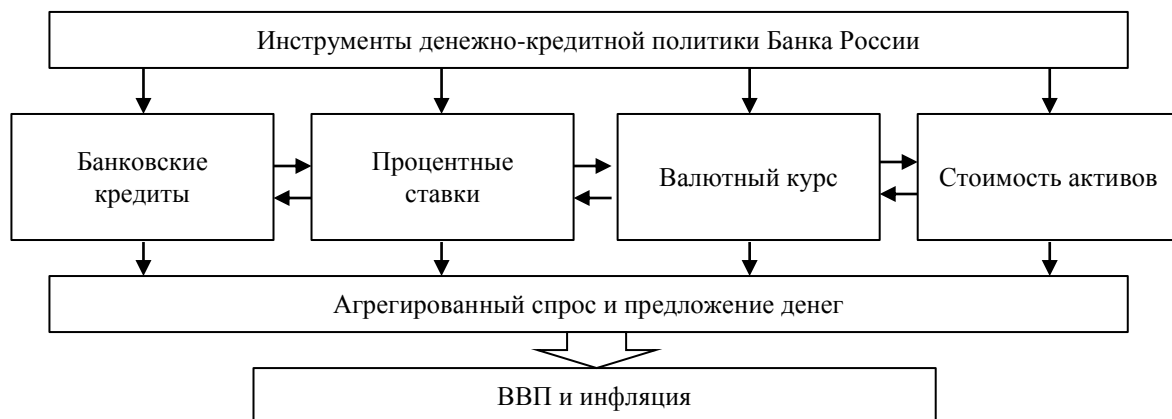 Инструменты денежно-кредитной политики Банка России
Банковские
кредиты
Процентные
ставки
Валютный курс
Стоимость активов
Агрегированный спрос и предложение денег
ВВП и инфляция